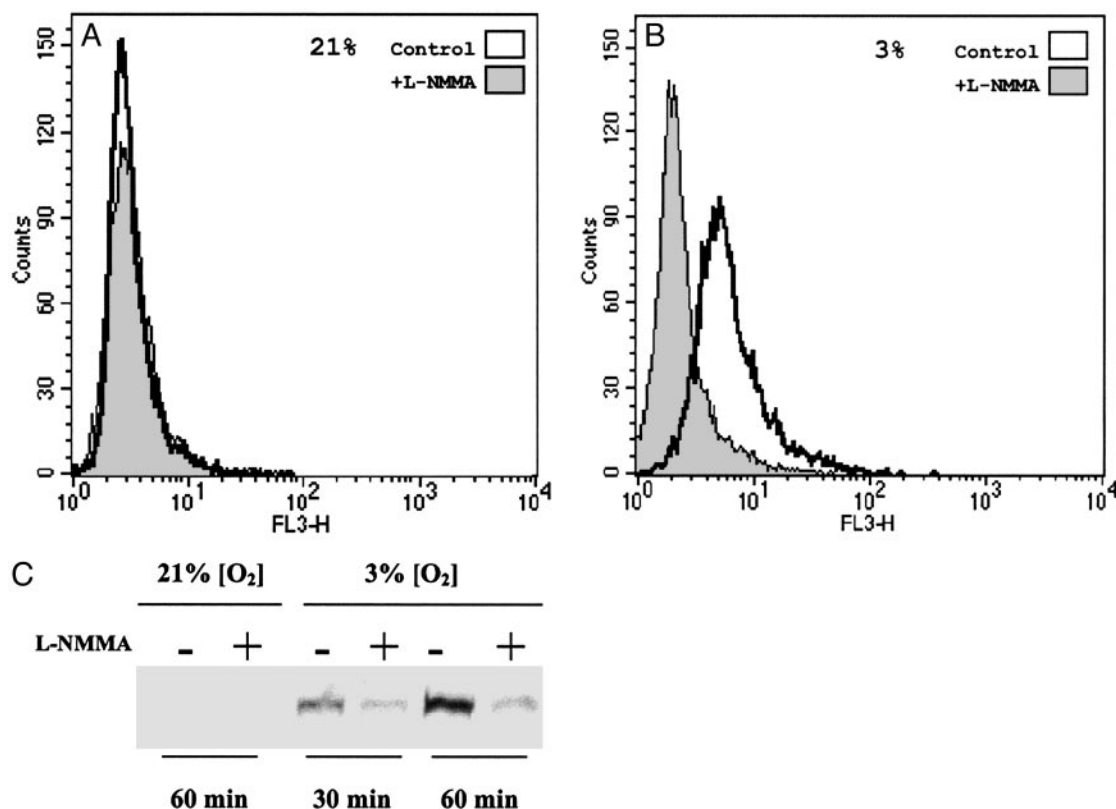 A
21% Control
+L-NMMA
Counts
150
120
90
60
30
0
10^0 10^1 10^2 10^3 10^4
FL3-H
B
3% Control
+L-NMMA
Counts
150
120
90
60
30
0
10^0 10^1 10^2 10^3 10^4
FL3-H
C
21% [O₂] 3% [O₂]
L-NMMA - + - + - +
60 min 30 min 60 min